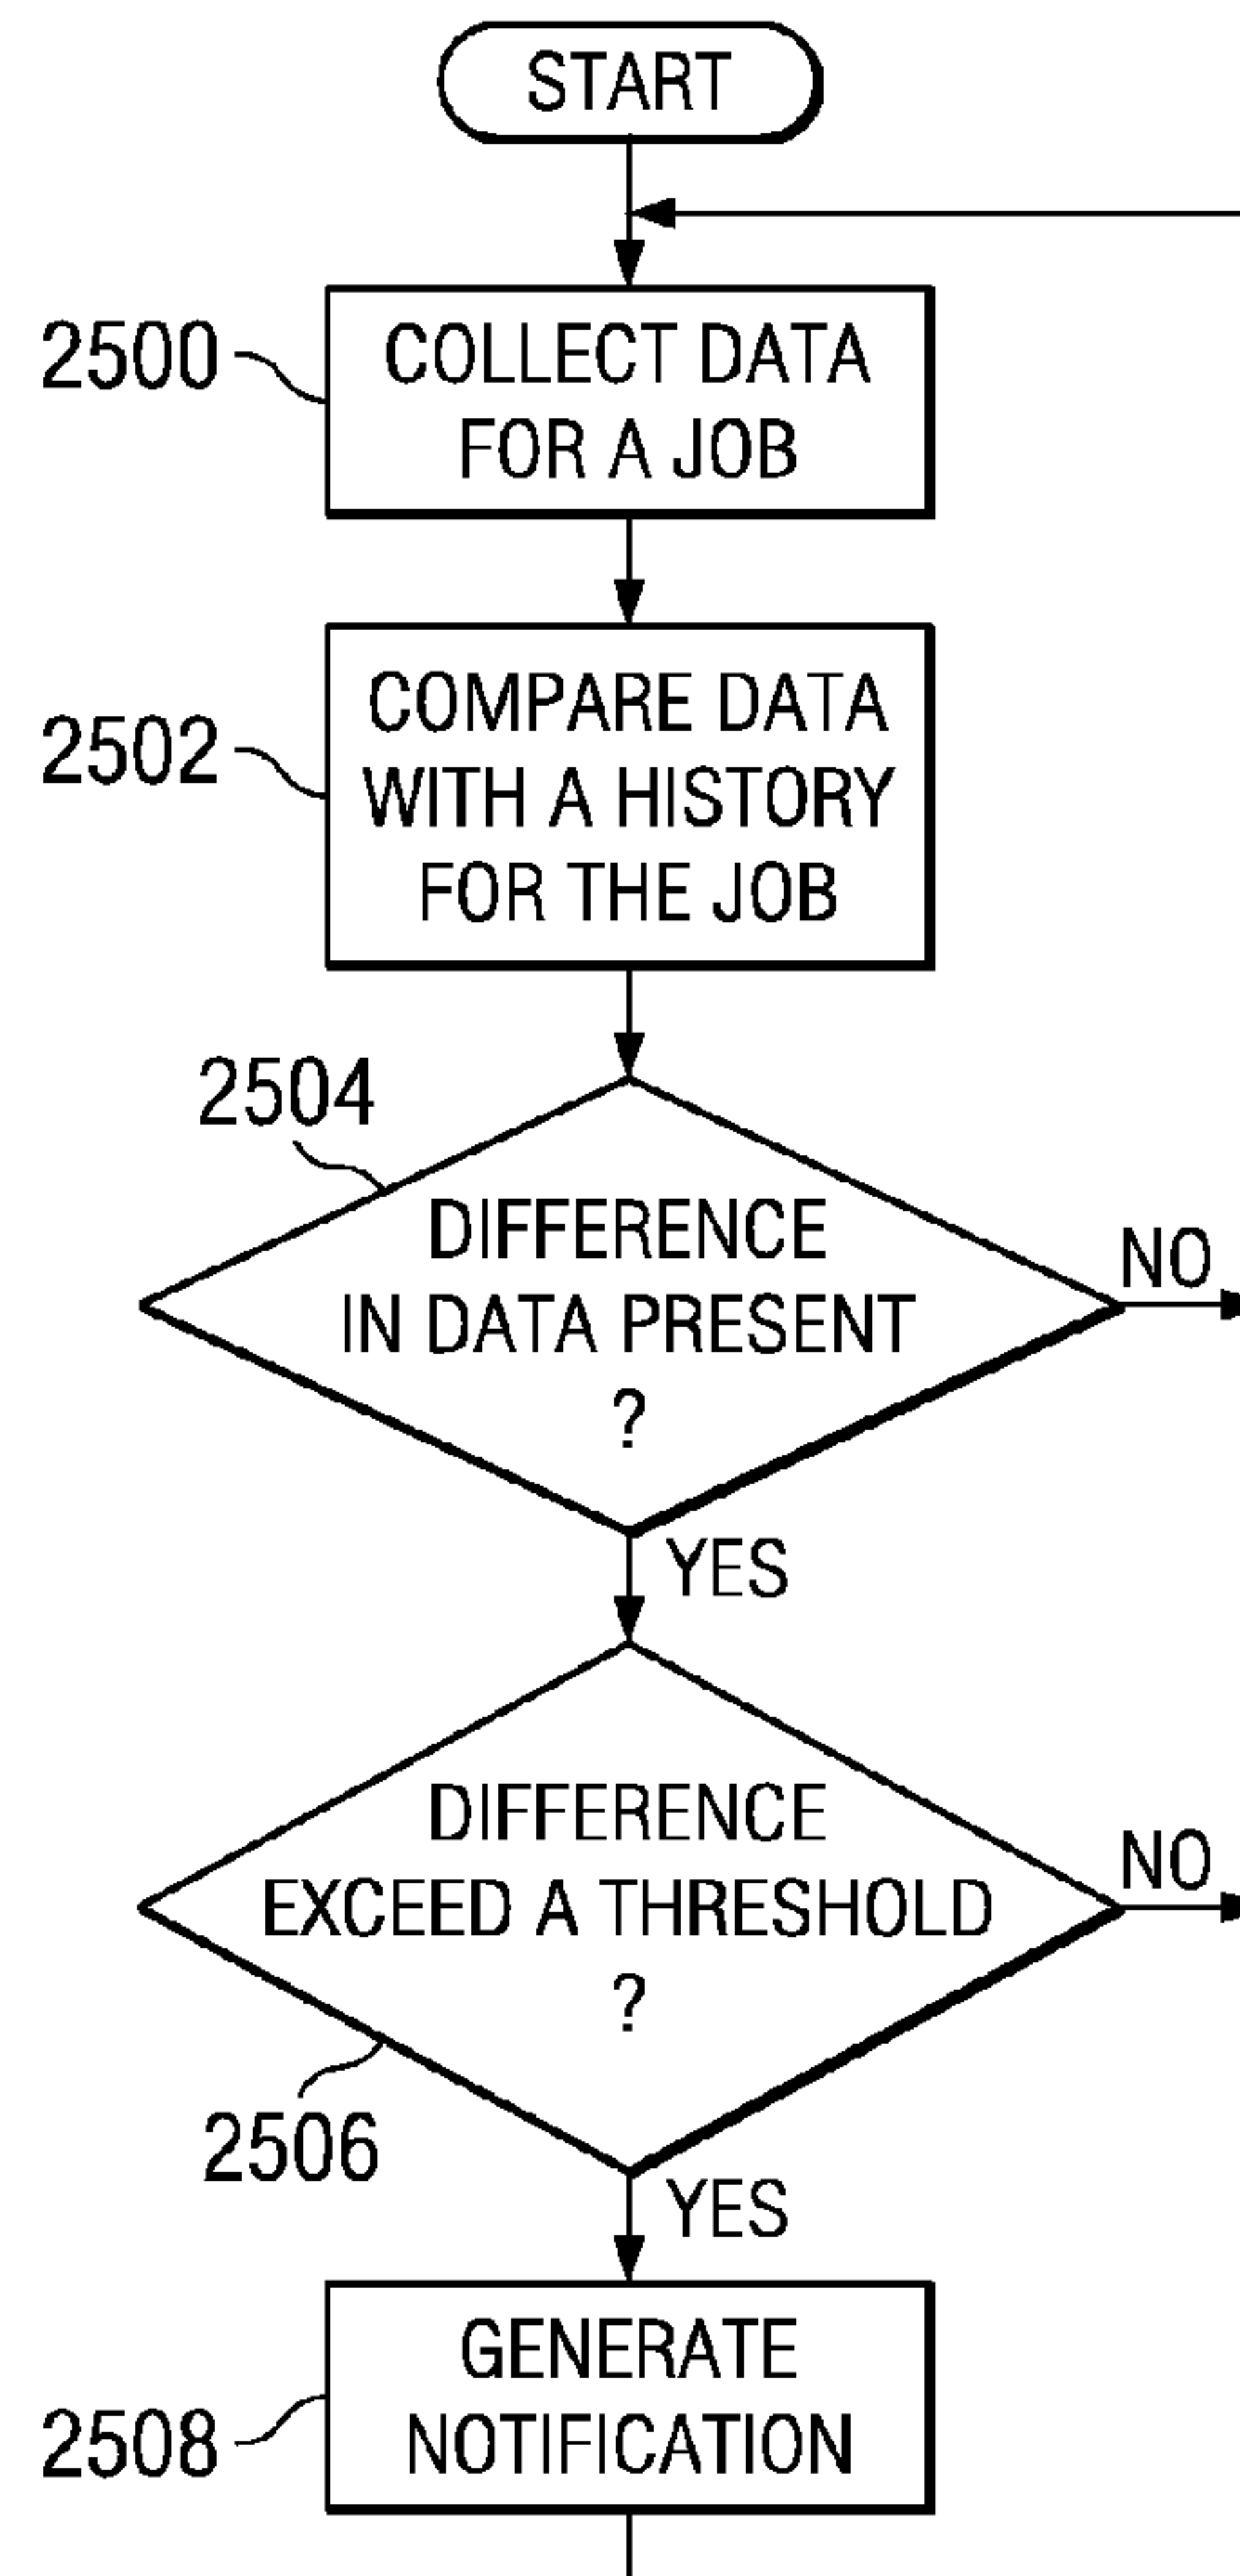 START
2500
COLLECT DATA
FOR A JOB
2502
COMPARE DATA
WITH A HISTORY
FOR THE JOB
2504
DIFFERENCE
IN DATA PRESENT
?
NO
YES
DIFFERENCE
EXCEED A THRESHOLD
?
NO
2506
YES
GENERATE
NOTIFICATION
2508